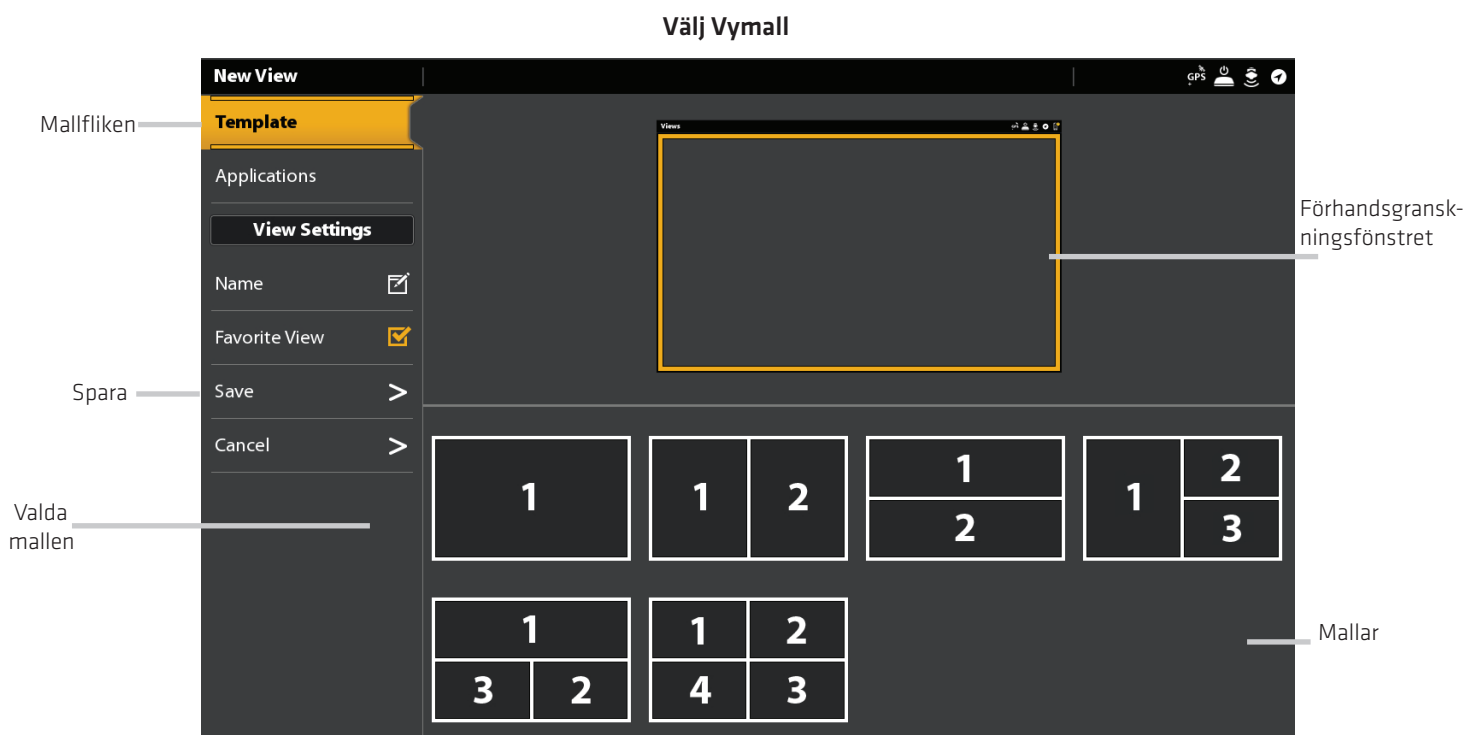 Välj Vymall
New View
GPS
Mallfliken
Template
Views
Applications
View Settings
Förhandsgransk-
ningsfönstret
Name
Favorite View
Spara
Save
Cancel
Valda
mallen
1
1 2
1
2
1 2
3
1
3 2
1 2
4 3
Mallar